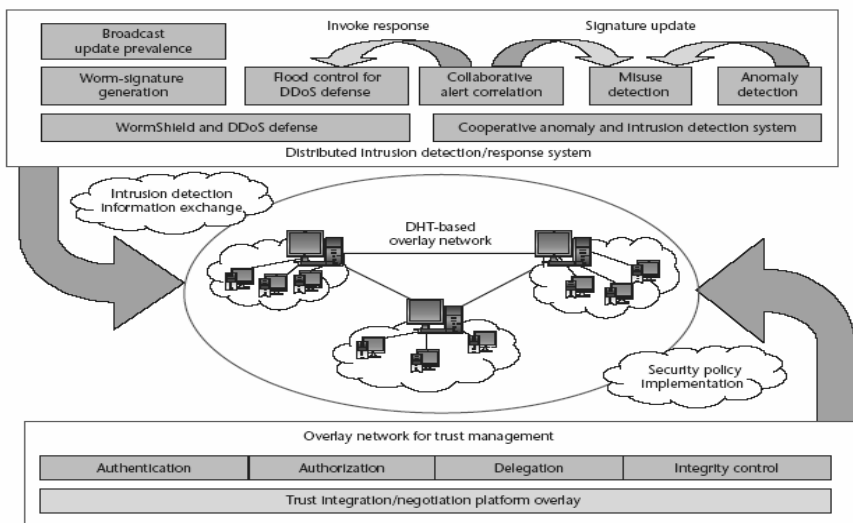 Broadcast
update prevalence
Invoke response
Signature update
Worm-signature
generation
Flood control for
DDoS defense
Collaborative
alert correlation
Misuse
detection
Anomaly
detection
WormShield and DDoS defense
Cooperative anomaly and intrusion detection system
Distributed intrusion detection/response system
Intrusion detection
information exchange
DHT-based
overlay network
Security policy
implementation
Overlay network for trust management
Authentication
Authorization
Delegation
Integrity control
Trust integration/negotiation platform overlay